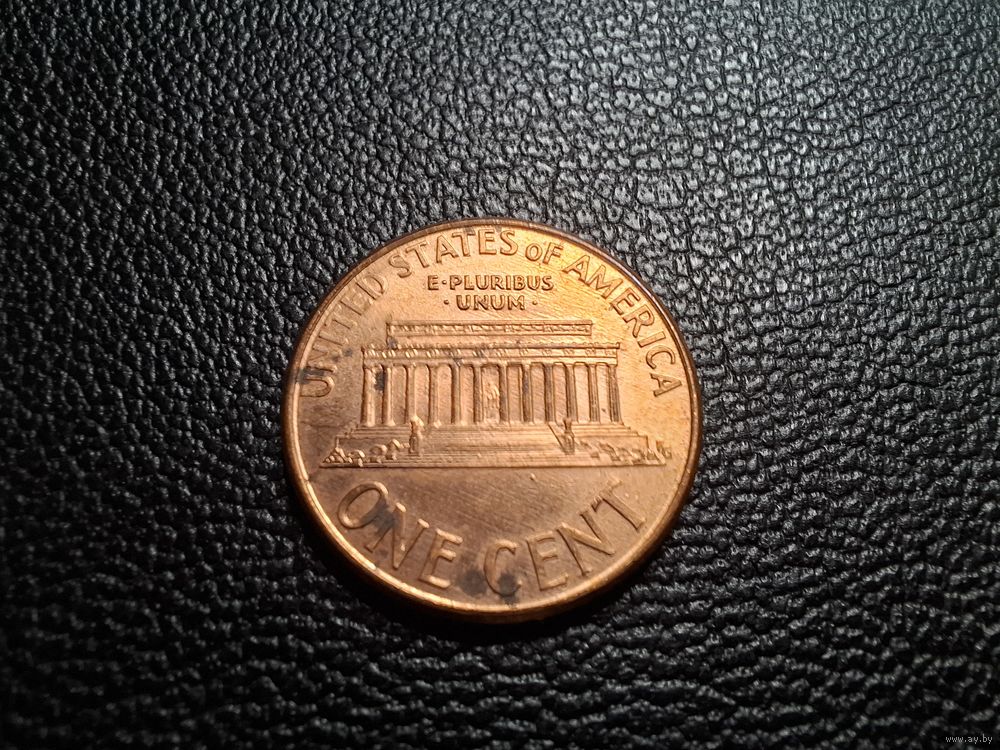 UNITED STATES OF AMERICA
E·PLURIBUS
·UNUM·
ONE CENT
www.ay.by